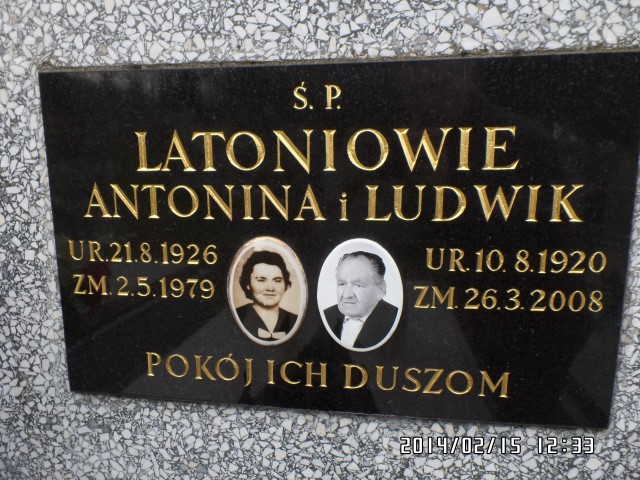 Ś. P.
LATONIOWIE
ANTONINA i LUDWIK
UR. 21.8.1926
ZM. 2.5.1979
UR. 10. 8.1920
ZM. 26.3.2008
POKÓJ ICH DUSZOM
2014/02/15 12:33